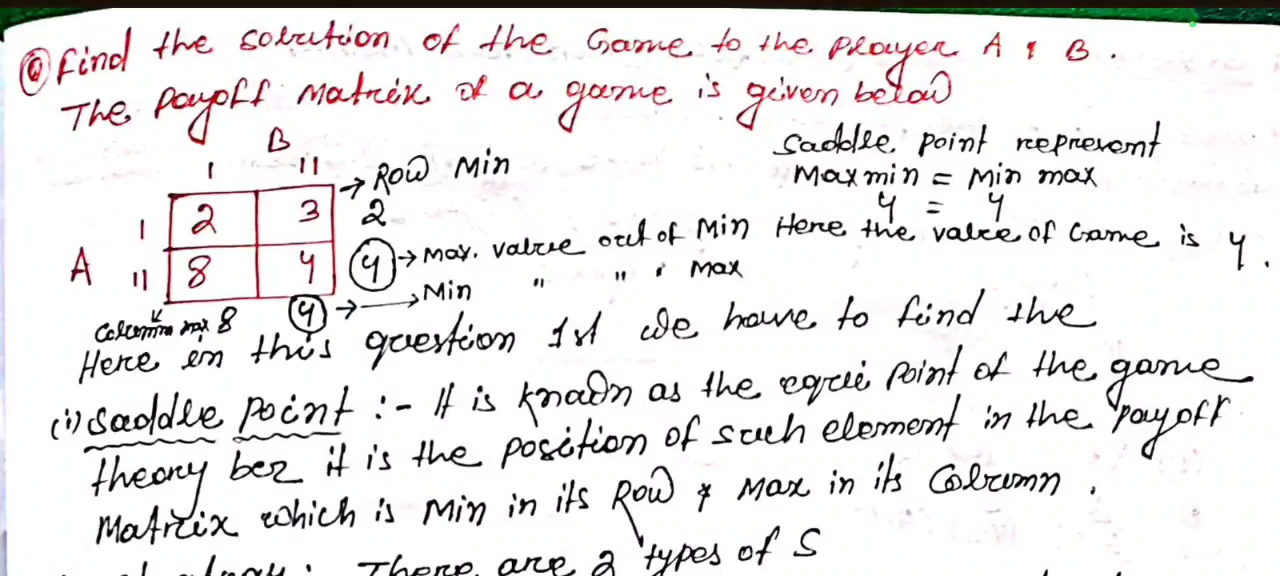 Q Find the solution of the Game to the player A & B.
The payoff matrix of a game is given below
B
I II → Row Min
I 2 3 2
A II 8 4 4 → Max. value out of Min
Column max 8 4 → Min " " " Max
Saddle point represent
Maxmin = Min max
4 = 4
Here the value of Game is 4.
Here in this question 1st we have to find the
(i) Saddle Point :- It is known as the equi point of the game
theory bcz it is the position of such element in the payoff
Matrix which is Min in its Row & Max in its Column.
There are 2 types of S